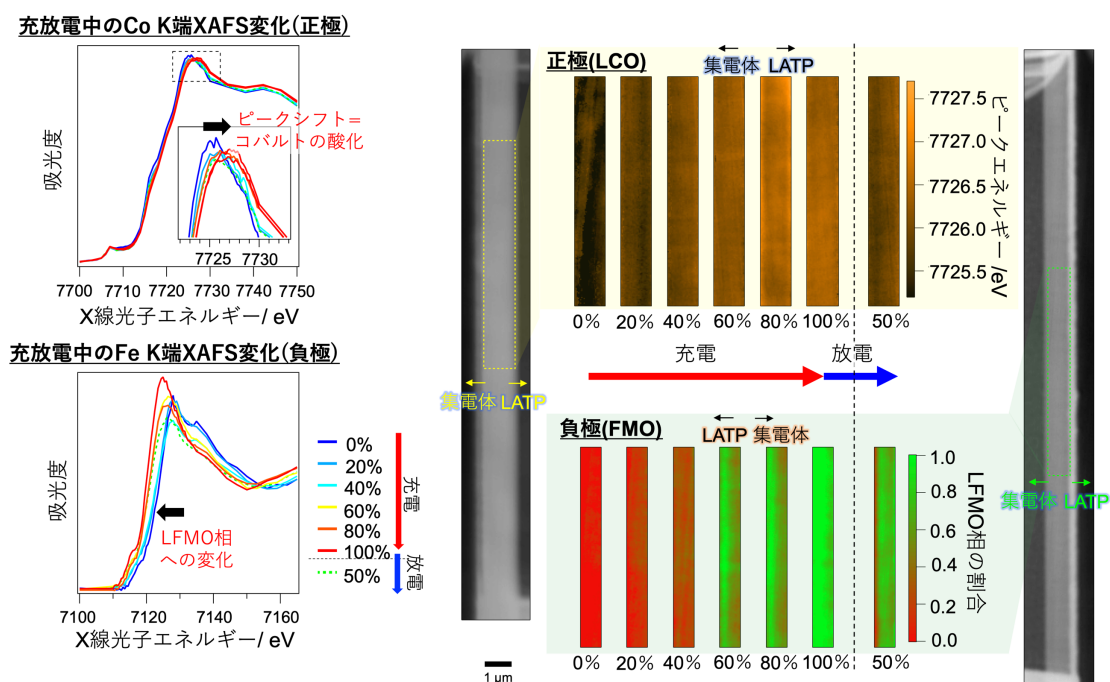 充放電中のCo K端XAFS変化(正極)
吸光度
ピークシフト=
コバルトの酸化
7725 7730
7700 7710 7720 7730 7740 7750
X線光子エネルギー/ eV
充放電中のFe K端XAFS変化(負極)
吸光度
LFMO相
への変化
7100 7120 7140 7160
X線光子エネルギー/ eV
0%
20%
40%
60%
80%
100%
50%
充電
放電
集電体 LATP
1 μm
正極(LCO)
集電体 LATP
0% 20% 40% 60% 80% 100% 50%
7727.5
7727.0
7726.5
7726.0
7725.5
ピークエネルギー /eV
充電 放電
負極(FMO)
LATP 集電体
0% 20% 40% 60% 80% 100% 50%
1.0
0.8
0.6
0.4
0.2
0.0
LFMO相の割合
集電体 LATP